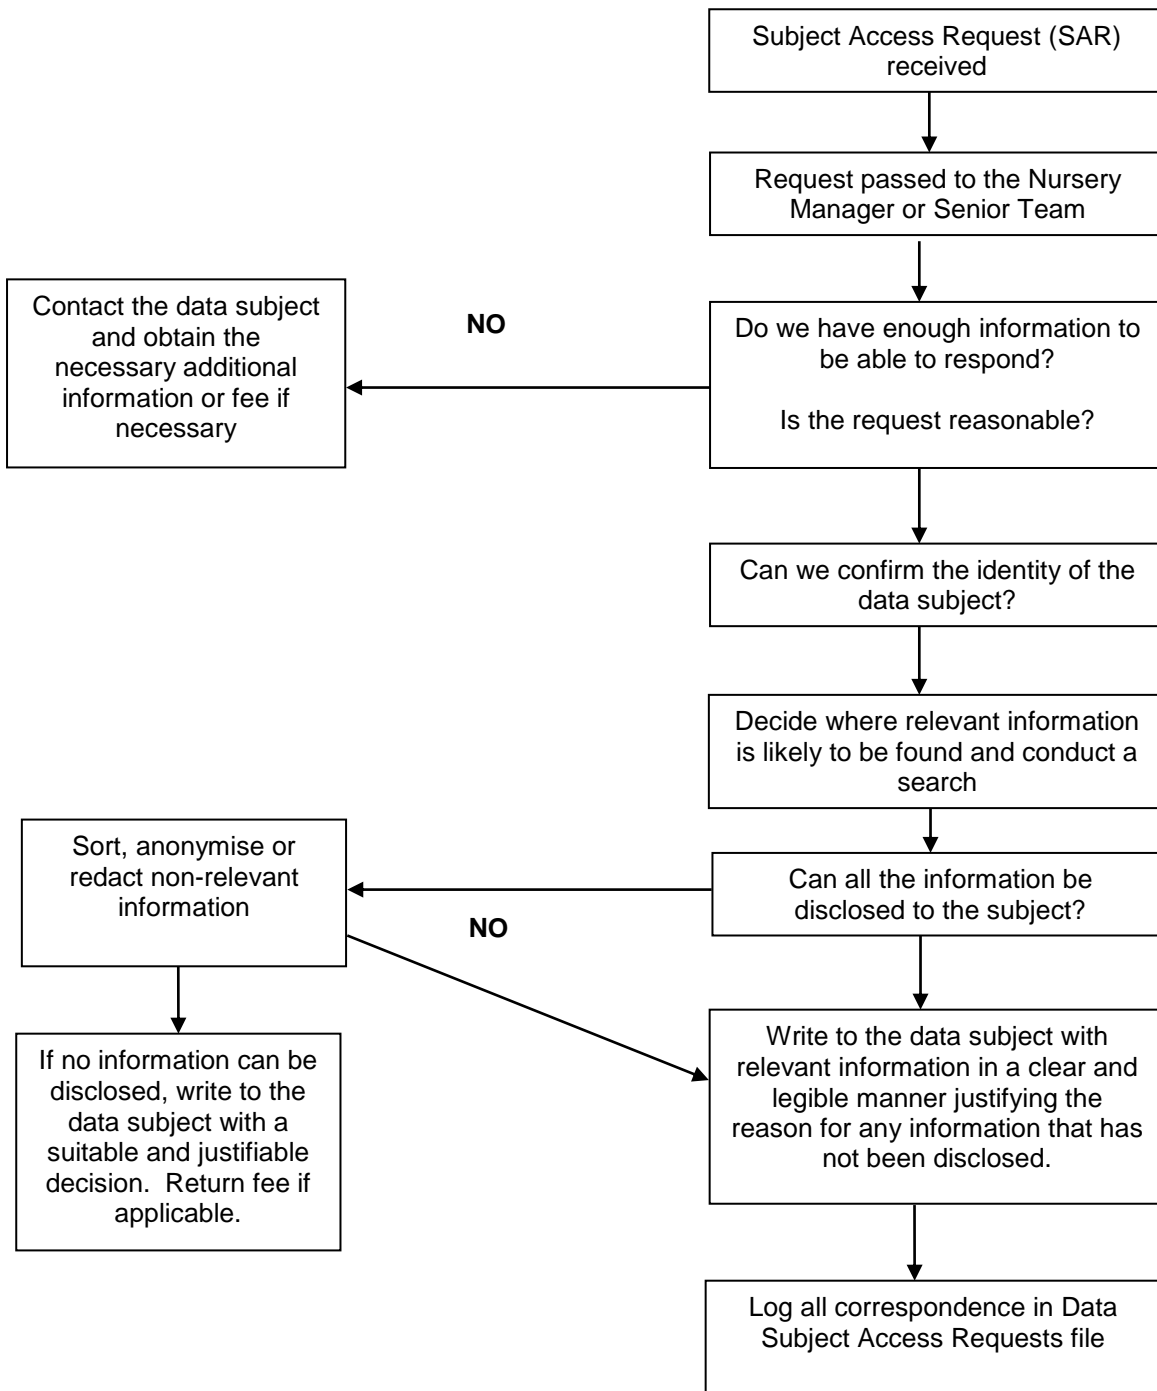 Subject Access Request (SAR)
received
Request passed to the Nursery
Manager or Senior Team
Contact the data subject
and obtain the
necessary additional
information or fee if
necessary
NO
Do we have enough information to
be able to respond?
Is the request reasonable?
Can we confirm the identity of the
data subject?
Decide where relevant information
is likely to be found and conduct a
search
Sort, anonymise or
redact non-relevant
information
NO
Can all the information be
disclosed to the subject?
If no information can be
disclosed, write to the
data subject with a
suitable and justifiable
decision.  Return fee if
applicable.
Write to the data subject with
relevant information in a clear and
legible manner justifying the
reason for any information that has
not been disclosed.
Log all correspondence in Data
Subject Access Requests file